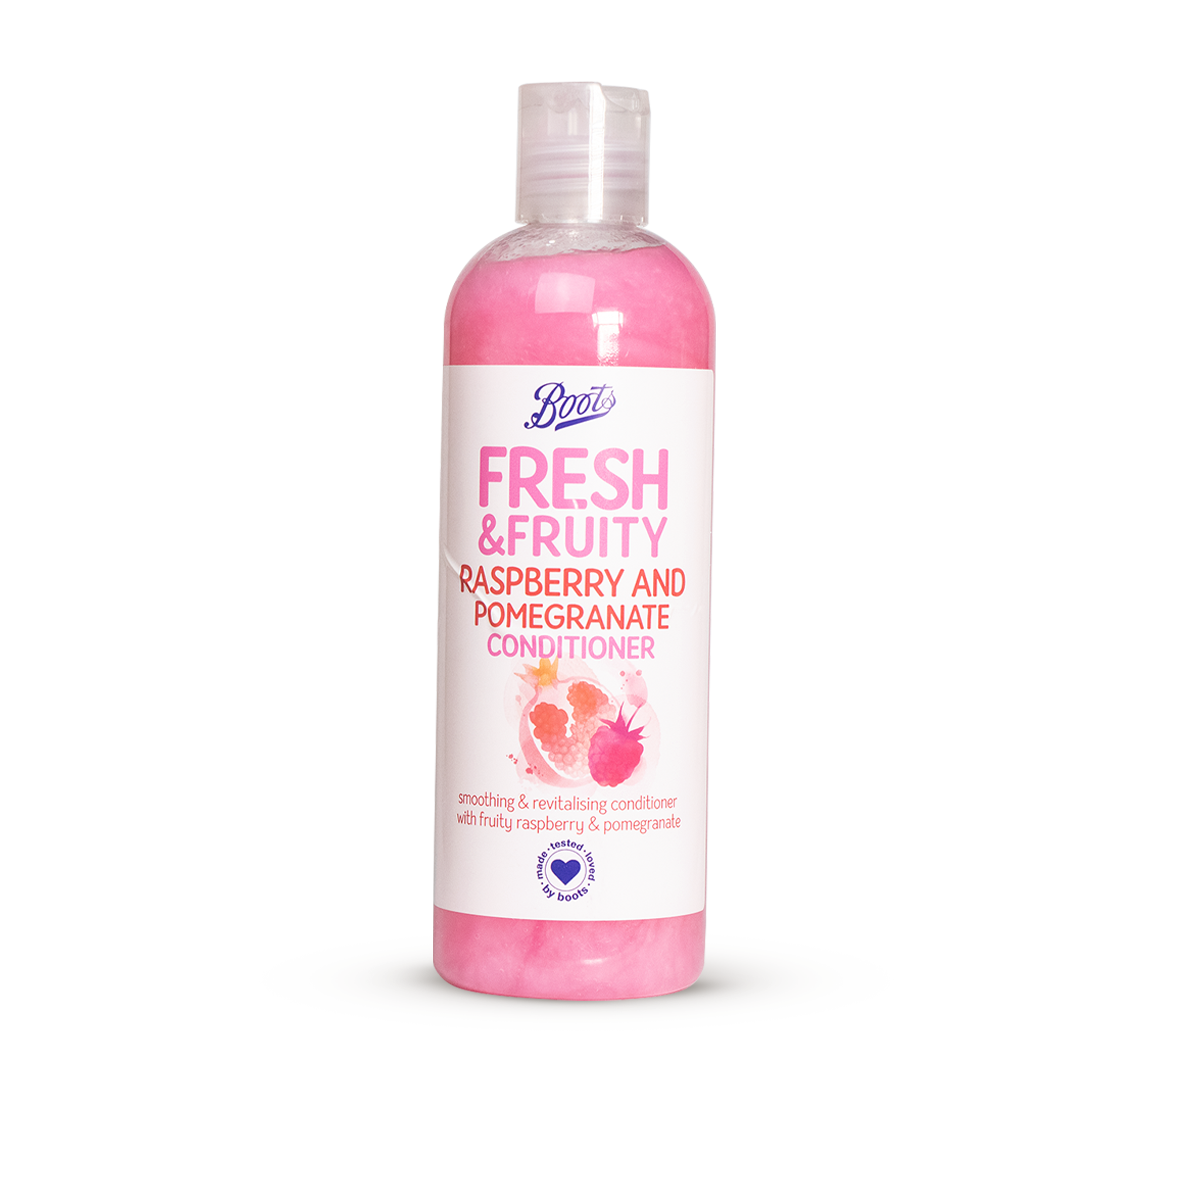 Boots
FRESH
&FRUITY
RASPBERRY AND
POMEGRANATE
CONDITIONER
smoothing & revitalising conditioner
with fruity raspberry & pomegranate
made · tested · loved
· by boots ·